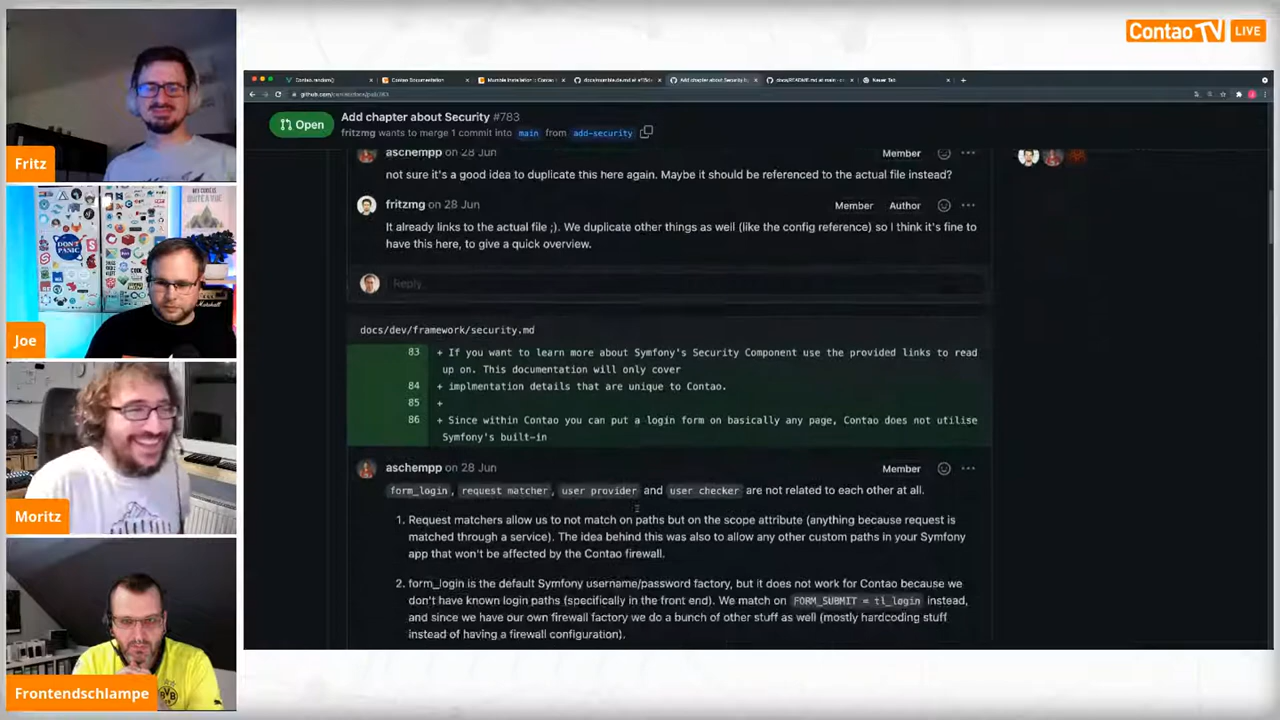 ContaoTV LIVE
Contao Documentation
Add chapter about Security
Neuer Tab
Open
Add chapter about Security #783
fritzmg wants to merge 1 commit into main from add-security
aschempp on 28 Jun
Member
not sure it's a good idea to duplicate this here again. Maybe it should be referenced to the actual file instead?
fritzmg on 28 Jun
Member Author
It already links to the actual file ;). We duplicate other things as well (like the config reference) so I think it's fine to
have this here, to give a quick overview.
Reply...
docs/dev/framework/security.md
83 + If you want to learn more about Symfony's Security Component use the provided links to read
up on. This documentation will only cover
84 + implmentation details that are unique to Contao.
85 +
86 + Since within Contao you can put a login form on basically any page, Contao does not utilise
Symfony's built-in
aschempp on 28 Jun
Member
form_login, request matcher, user provider and user checker are not related to each other at all.
1. Request matchers allow us to not match on paths but on the scope attribute (anything because request is
matched through a service). The idea behind this was also to allow any other custom paths in your Symfony
app that won't be affected by the Contao firewall.
2. form_login is the default Symfony username/password factory, but it does not work for Contao because we
don't have known login paths (specifically in the front end). We match on FORM_SUBMIT = tl_login instead,
and since we have our own firewall factory we do a bunch of other stuff as well (mostly hardcoding stuff
instead of having a firewall configuration).
Fritz
DON'T PANIC
Marshall
Joe
Moritz
BVB
09
Frontendschlampe